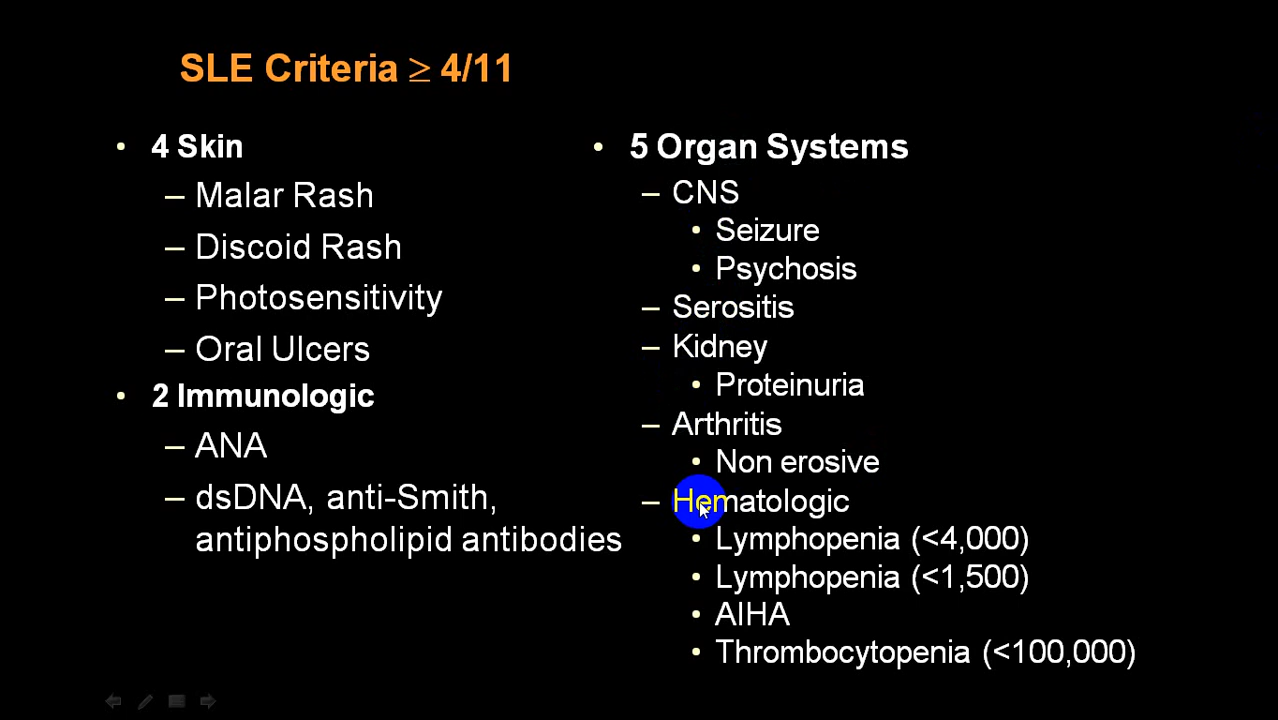 SLE Criteria ≥ 4/11
• 4 Skin
– Malar Rash
– Discoid Rash
– Photosensitivity
– Oral Ulcers
• 2 Immunologic
– ANA
– dsDNA, anti-Smith,
antiphospholipid antibodies
• 5 Organ Systems
– CNS
• Seizure
• Psychosis
– Serositis
– Kidney
• Proteinuria
– Arthritis
• Non erosive
– Hematologic
• Lymphopenia (<4,000)
• Lymphopenia (<1,500)
• AIHA
• Thrombocytopenia (<100,000)